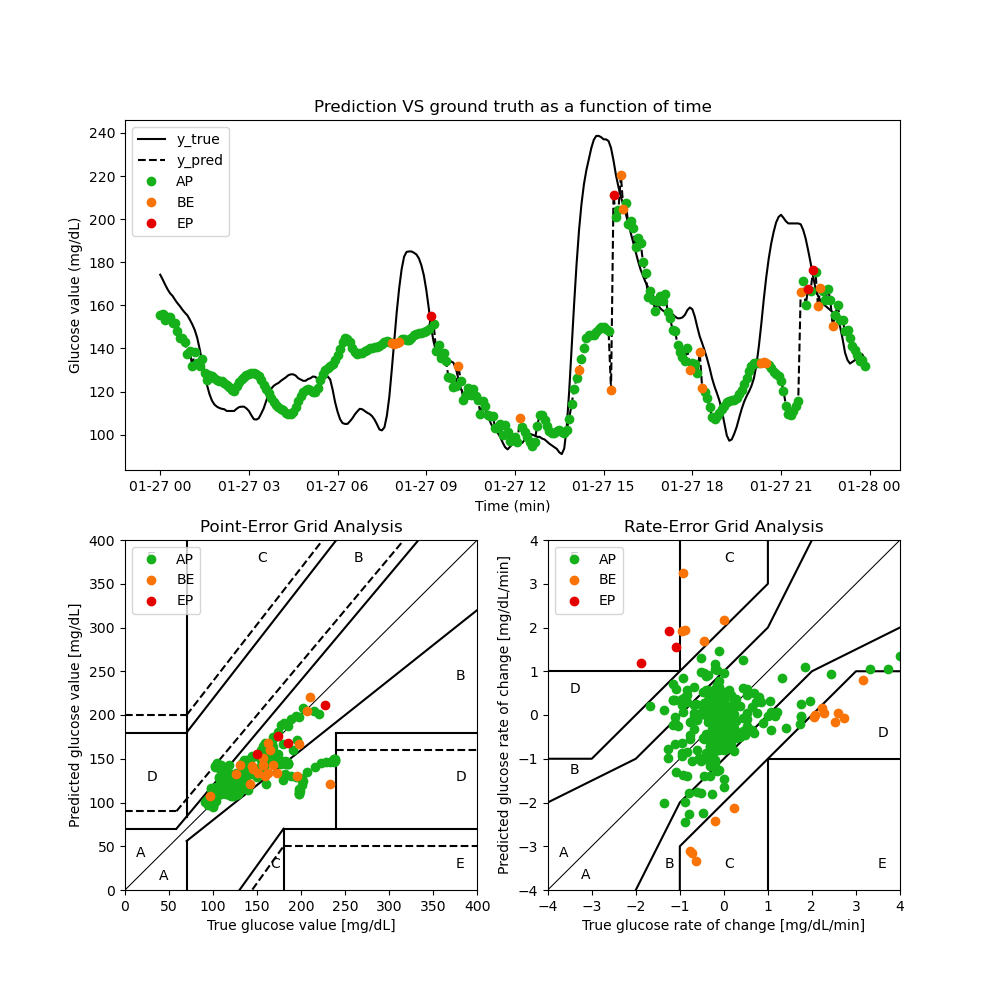 Prediction VS ground truth as a function of time
Glucose value (mg/dL)
240
220
200
180
160
140
120
100
y_true
y_pred
AP
BE
EP
01-27 00
01-27 03
01-27 06
01-27 09
01-27 12
01-27 15
01-27 18
01-27 21
01-28 00
Time (min)
Point-Error Grid Analysis
Predicted glucose value [mg/dL]
400
350
300
250
200
150
100
50
0
AP
BE
EP
C
B
B
D
D
A
A
C
E
0
50
100
150
200
250
300
350
400
True glucose value [mg/dL]
Rate-Error Grid Analysis
Predicted glucose rate of change [mg/dL/min]
4
3
2
1
0
−1
−2
−3
−4
AP
BE
EP
C
D
D
B
A
A
B
C
E
−4
−3
−2
−1
0
1
2
3
4
True glucose rate of change [mg/dL/min]